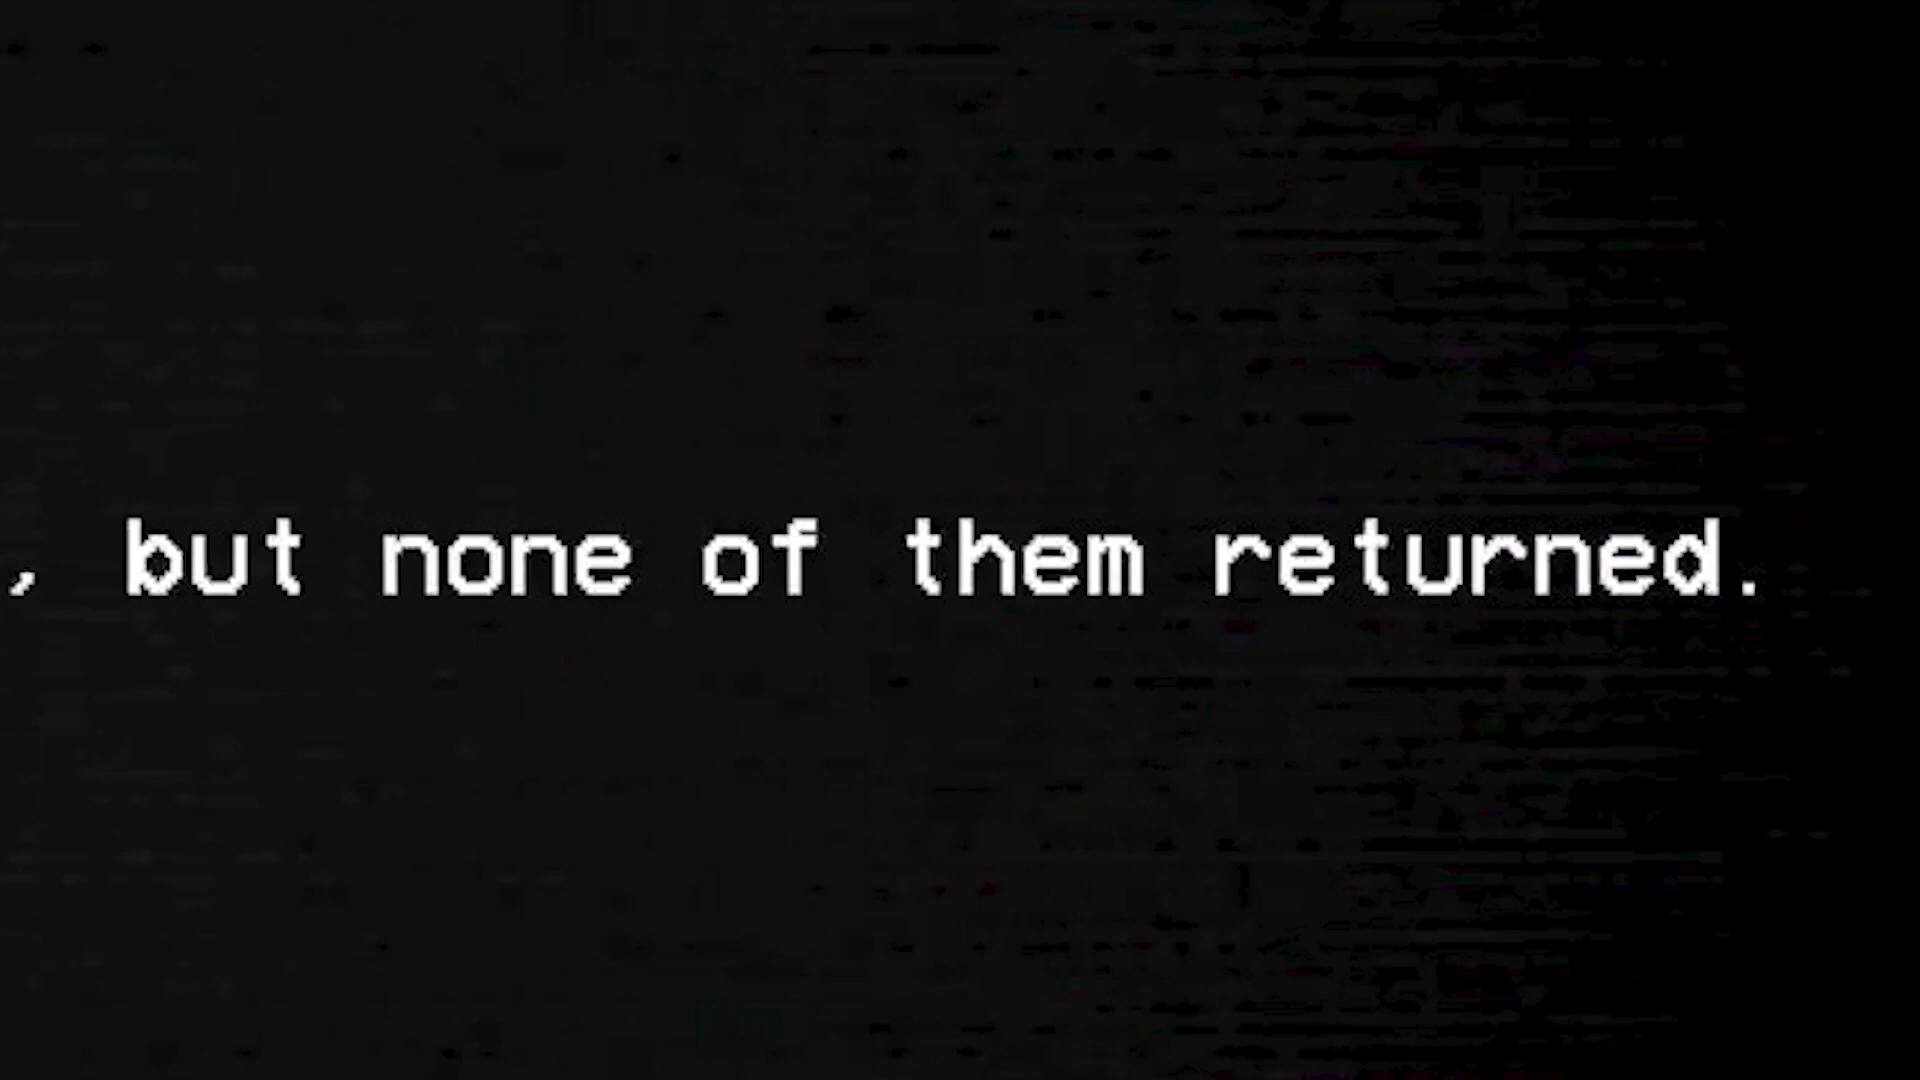 , but none of them returned.